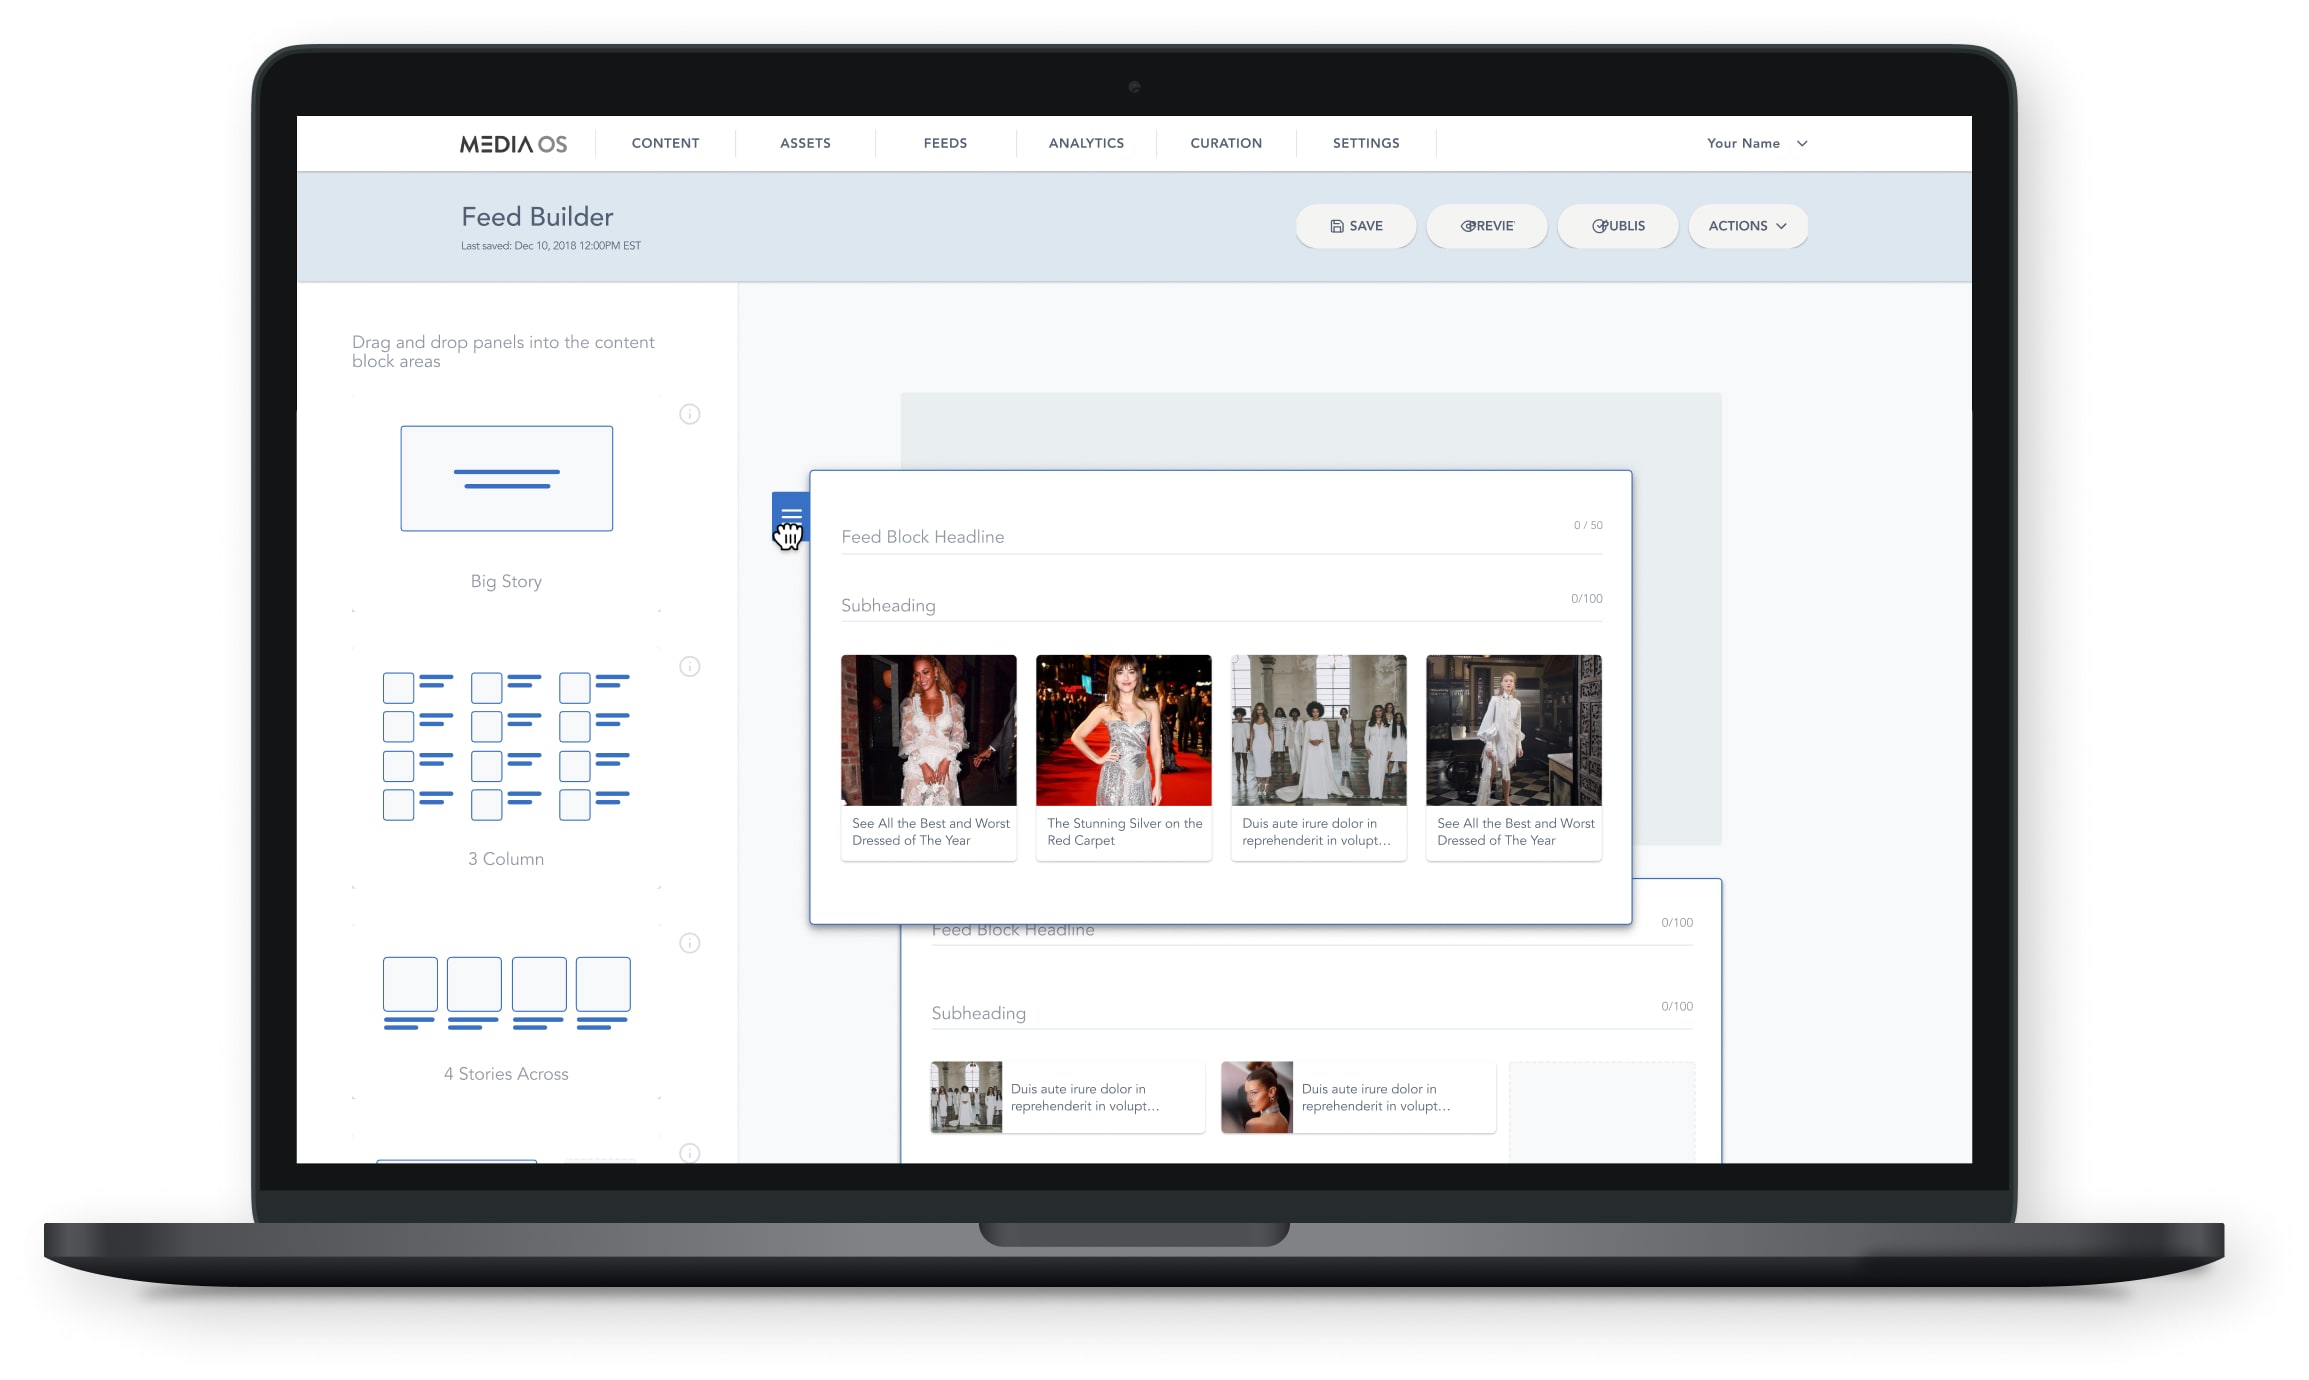 MEDIA OS
CONTENT
ASSETS
FEEDS
ANALYTICS
CURATION
SETTINGS
Your Name
Feed Builder
Last saved: Dec 10, 2018 12:00PM EST
SAVE
PREVIE
PUBLIS
ACTIONS
Drag and drop panels into the content
block areas
Big Story
3 Column
4 Stories Across
Feed Block Headline
0 / 50
Subheading
0/100
See All the Best and Worst
Dressed of The Year
The Stunning Silver on the
Red Carpet
Duis aute irure dolor in
reprehenderit in volupt...
See All the Best and Worst
Dressed of The Year
Feed Block Headline
0/100
Subheading
0/100
Duis aute irure dolor in
reprehenderit in volupt...
Duis aute irure dolor in
reprehenderit in volupt...